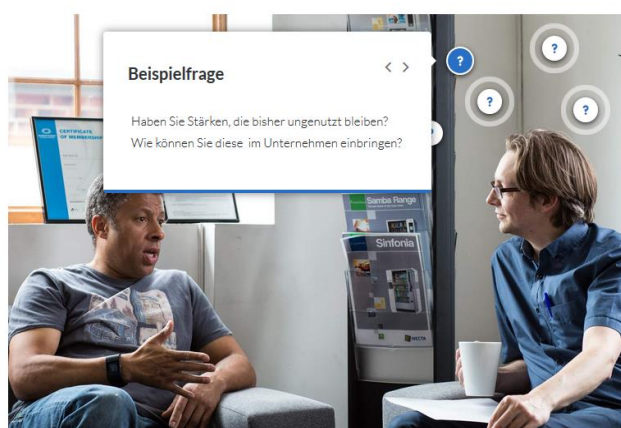 Beispielfrage
Haben Sie Stärken, die bisher ungenutzt bleiben?
Wie können Sie diese im Unternehmen einbringen?
?
?
?
?
?
CERTIFICATE
OF MEMBERSHIP
Samba Range
Sinfonia
NECTA